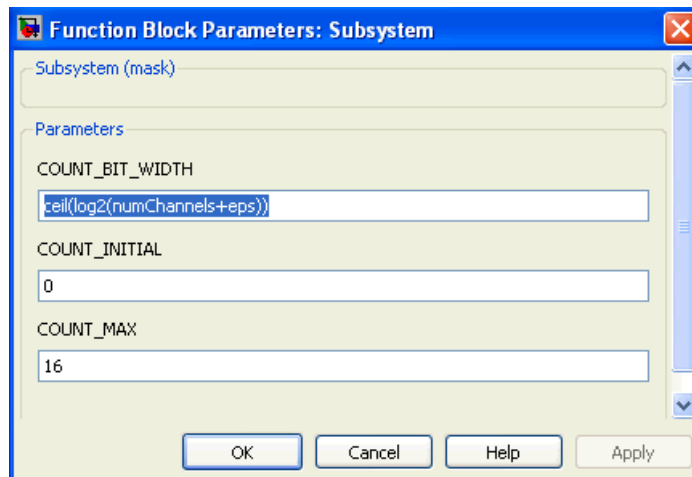 Function Block Parameters: Subsystem
Subsystem (mask)
Parameters
COUNT_BIT_WIDTH
ceil(log2(numChannels+eps))
COUNT_INITIAL
0
COUNT_MAX
16
OK Cancel Help Apply